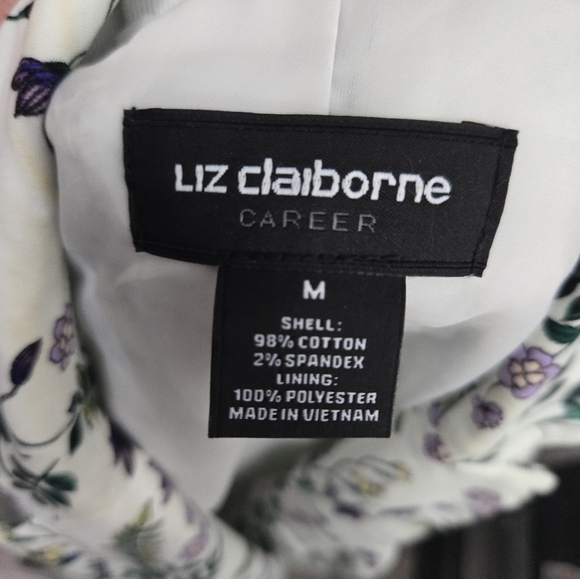 LIZ claiborne
CAREER
M
SHELL:
98% COTTON
2% SPANDEX
LINING:
100% POLYESTER
MADE IN VIETNAM